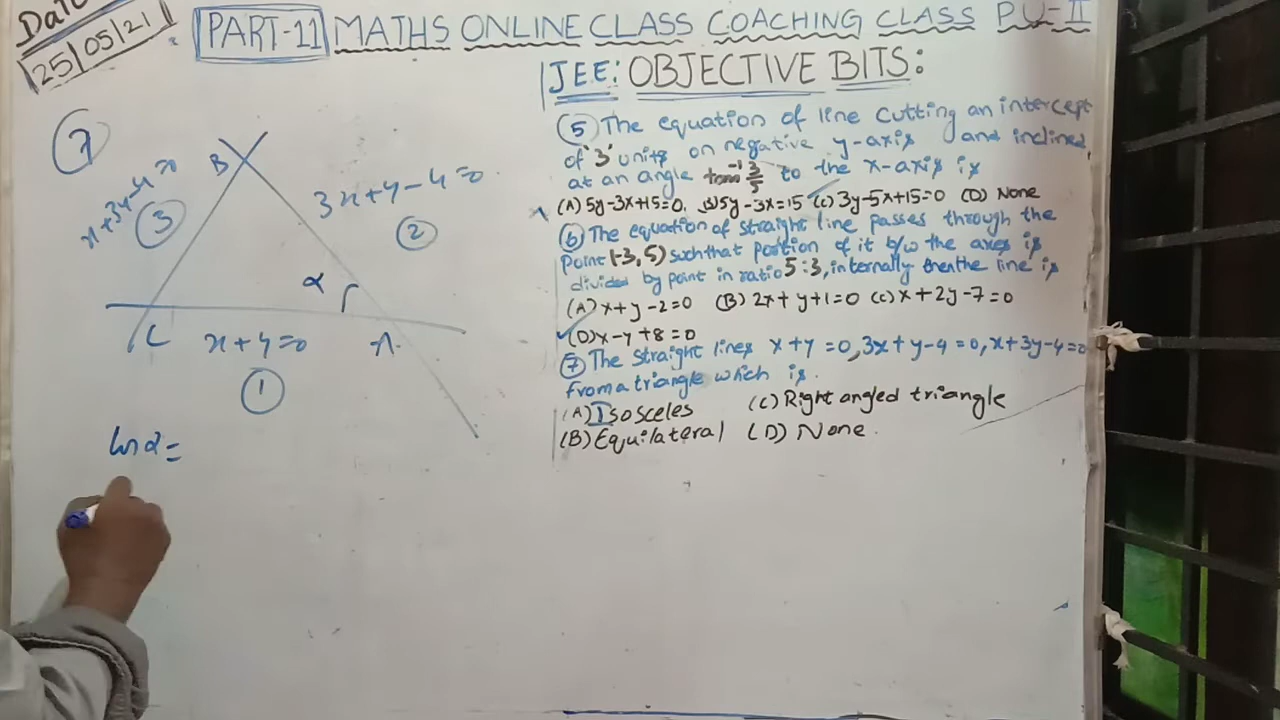 Date
25/05/21
PART-11 MATHS ONLINE CLASS COACHING CLASS P.U-II
JEE: OBJECTIVE BITS:
(5) The equation of line cutting an intercept
of '3' units on negative y-axis and inclined
at an angle tan⁻¹ 3/5 to the x-axis is
(A) 5y-3x+15=0. (B) 5y-3x=15 (C) 3y-5x+15=0 (D) None
(6) The equation of straight line passes through the
Point (-3, 5) such that portion of it b/w the axes is
divided by point in ratio 5:3, internally then the line is
(A) x+y-2=0 (B) 2x+y+1=0 (C) x+2y-7=0
(D) x-y+8=0
(7) The straight lines x+y=0, 3x+y-4=0, x+3y-4=0
from a triangle which is.
(A) Isosceles (C) Right angled triangle
(B) Equilateral (D) None.
7
B
x+3y-4=0
3
3x+y-4=0
2
α
C x+y=0 A
1
cosα=